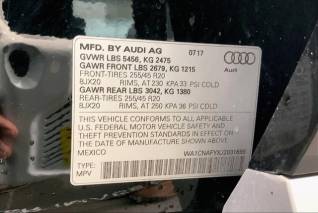 MFD. BY AUDI AG 07 17
GVWR LBS 5456, KG 2475
GAWR FRONT LBS 2679, KG 1215
FRONT-TIRES 255/45 R20
8JX20 RIMS, AT 230 KPA 33 PSI COLD
GAWR REAR LBS 3042, KG 1380
REAR-TIRES 255/45 R20
8JX20 RIMS, AT 250 KPA 36 PSI COLD
THIS VEHICLE CONFORMS TO ALL APPLICABLE
FEDERAL MOTOR VEHICLE SAFETY AND
THEFT PREVENTION STANDARDS IN EFFECT ON
DATE OF MANUFACTURE SHOWN ABOVE.
MEXICO
TYPE:
MPV
Audi